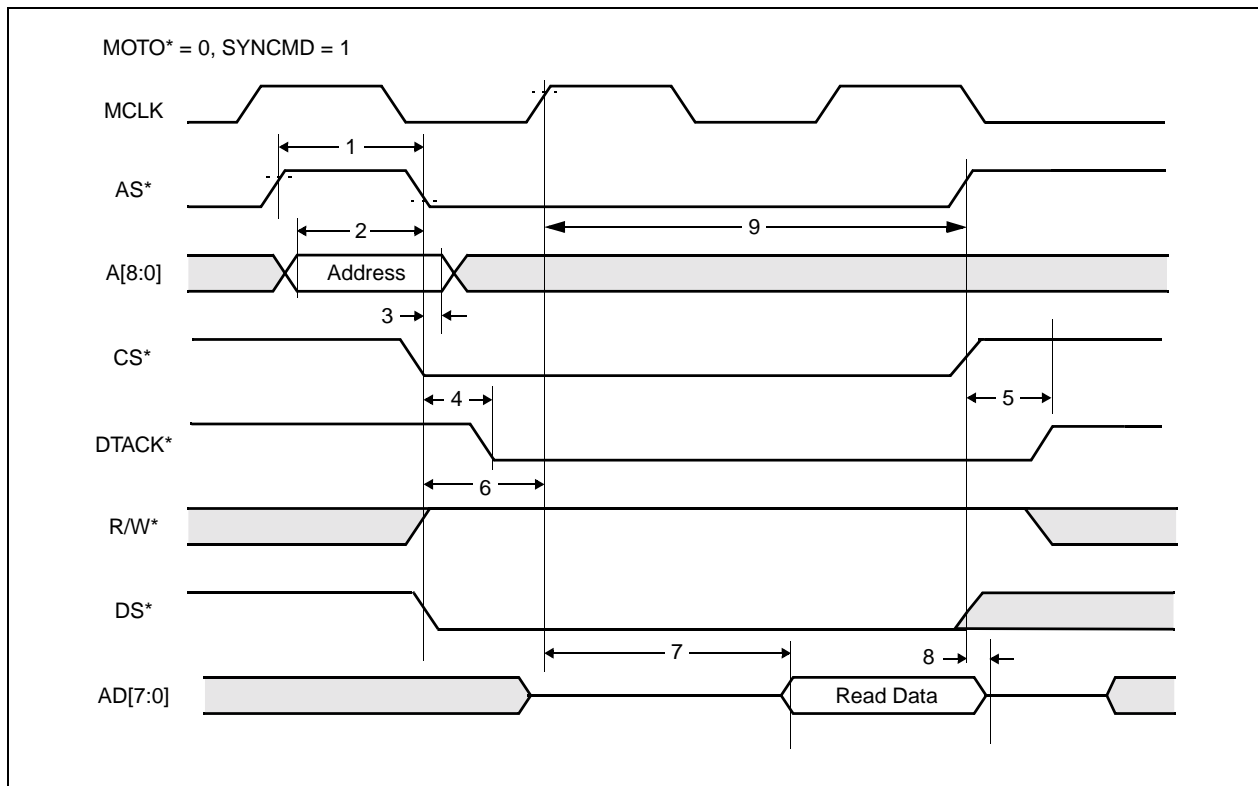 MOTO* = 0, SYNCMD = 1
MCLK
1
AS*
2
9
A[8:0]
Address
3
CS*
4
5
DTACK*
6
R/W*
DS*
7
8
AD[7:0]
Read Data